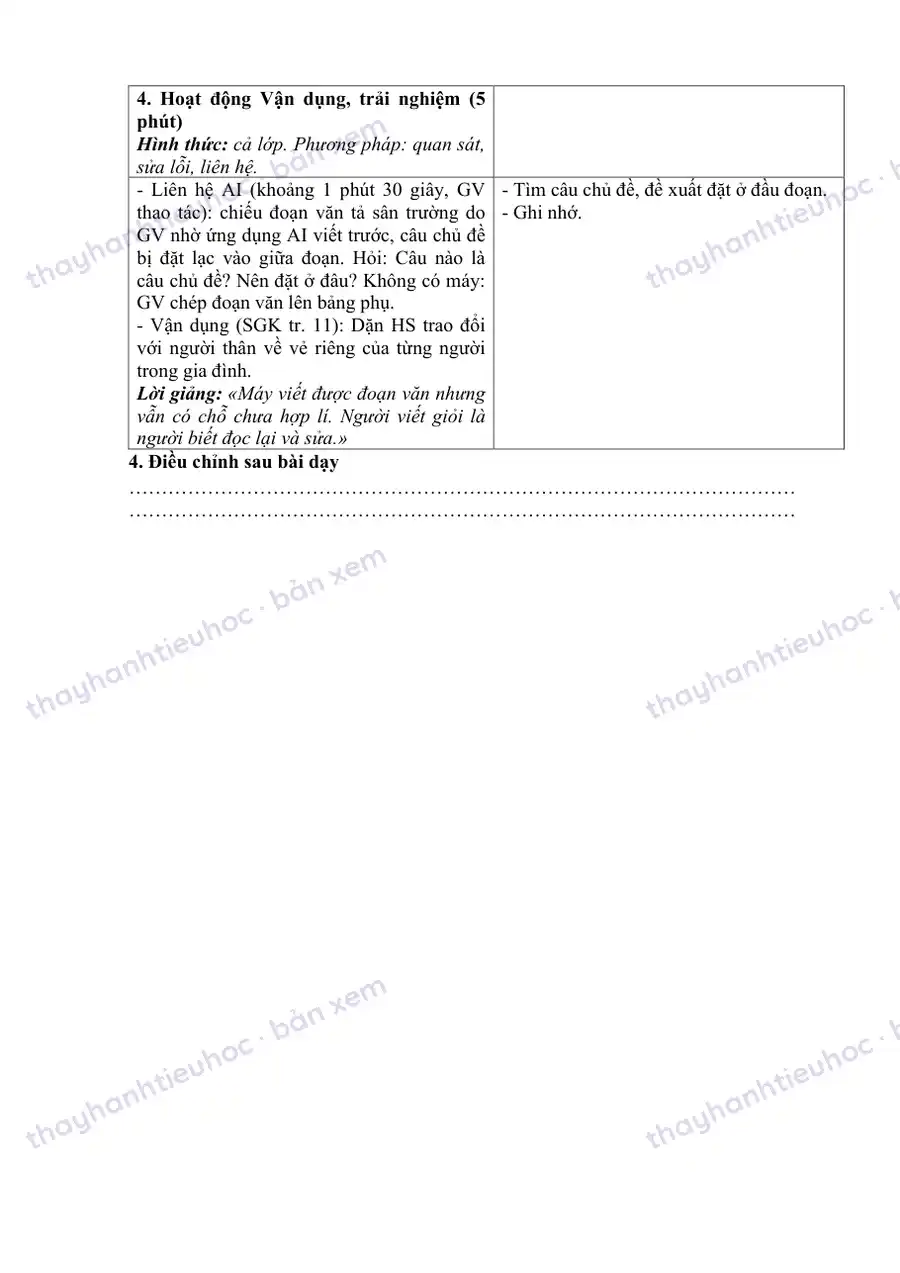 4. Hoạt động Vận dụng, trải nghiệm (5
phút)
Hình thức: cả lớp. Phương pháp: quan sát,
sửa lỗi, liên hệ.
- Liên hệ AI (khoảng 1 phút 30 giây, GV
thao tác): chiếu đoạn văn tả sân trường do
GV nhờ ứng dụng AI viết trước, câu chủ đề
bị đặt lạc vào giữa đoạn. Hỏi: Câu nào là
câu chủ đề? Nên đặt ở đâu? Không có máy:
GV chép đoạn văn lên bảng phụ.
- Vận dụng (SGK tr. 11): Dặn HS trao đổi
với người thân về vẻ riêng của từng người
trong gia đình.
Lời giảng: «Máy viết được đoạn văn nhưng
vẫn có chỗ chưa hợp lí. Người viết giỏi là
người biết đọc lại và sửa.»
- Tìm câu chủ đề, đề xuất đặt ở đầu đoạn.
- Ghi nhớ.
4. Điều chỉnh sau bài dạy
……………………………………………………………………………………………
……………………………………………………………………………………………
thayhanhtieuhoc · bản xem
thayhanhtieuhoc · b
thayhanhtieuhoc · bản xem
thayhanhtieuhoc · b
thayhanhtieuhoc · bản xem
thayhanhtieuhoc · b